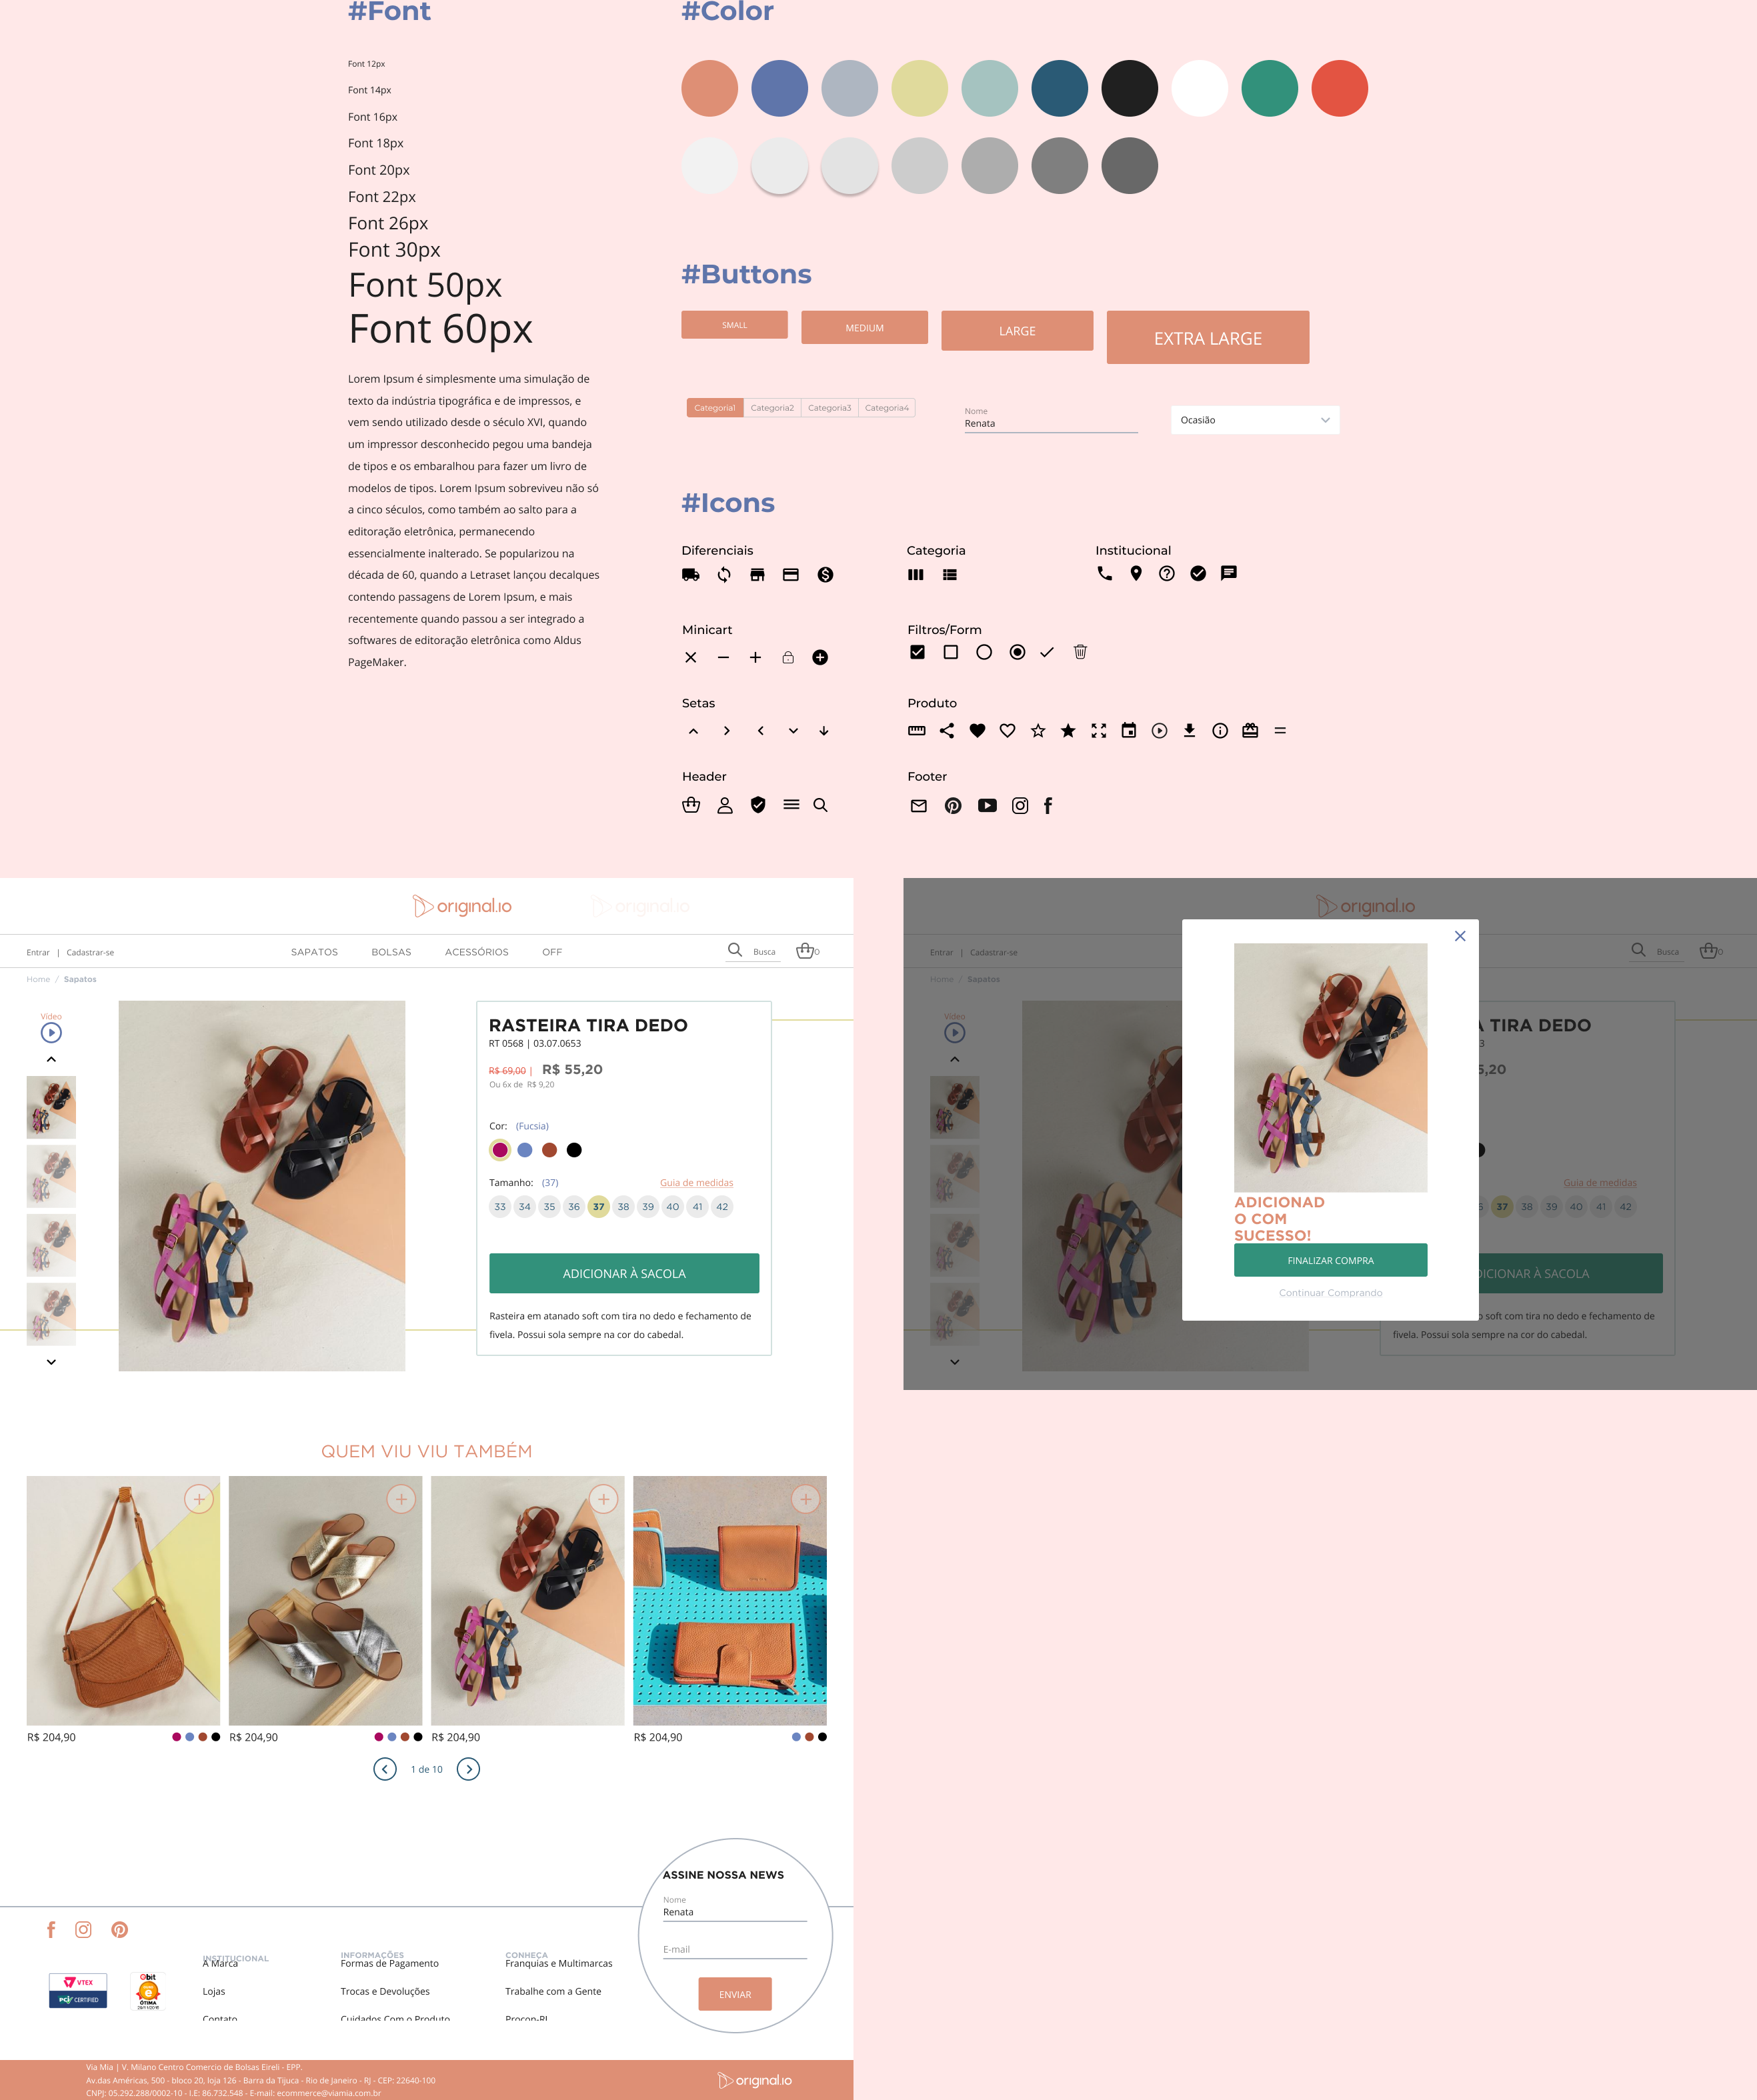 #Font
Font 12px
Font 14px
Font 16px
Font 18px
Font 20px
Font 22px
Font 26px
Font 30px
Font 50px
Font 60px
Lorem Ipsum é simplesmente uma simulação de
texto da indústria tipográfica e de impressos, e
vem sendo utilizado desde o século XVI, quando
um impressor desconhecido pegou uma bandeja
de tipos e os embaralhou para fazer um livro de
modelos de tipos. Lorem Ipsum sobreviveu não só
a cinco séculos, como também ao salto para a
editoração eletrônica, permanecendo
essencialmente inalterado. Se popularizou na
década de 60, quando a Letraset lançou decalques
contendo passagens de Lorem Ipsum, e mais
recentemente quando passou a ser integrado a
softwares de editoração eletrônica como Aldus
PageMaker.
#Color
#Buttons
SMALL
MEDIUM
LARGE
EXTRA LARGE
Categoria1 Categoria2 Categoria3 Categoria4
Nome
Renata
Ocasião
#Icons
Diferenciais
Categoria
Institucional
Minicart
Filtros/Form
Setas
Produto
Header
Footer
original.io
original.io
Entrar | Cadastrar-se
SAPATOS BOLSAS ACESSÓRIOS OFF
Busca
0
Home / Sapatos
Vídeo
RASTEIRA TIRA DEDO
RT 0568 | 03.07.0653
R$ 69,00 | R$ 55,20
Ou 6x de R$ 9,20
Cor: (Fucsia)
Tamanho: (37)
Guia de medidas
33 34 35 36 37 38 39 40 41 42
ADICIONAR À SACOLA
Rasteira em atanado soft com tira no dedo e fechamento de
fivela. Possui sola sempre na cor do cabedal.
QUEM VIU VIU TAMBÉM
R$ 204,90
R$ 204,90
R$ 204,90
R$ 204,90
1 de 10
ASSINE NOSSA NEWS
Nome
Renata
E-mail
ENVIAR
VTEX
PCI CERTIFIED
INSTITUCIONAL
A Marca
Lojas
Contato
INFORMAÇÕES
Formas de Pagamento
Trocas e Devoluções
Cuidados Com o Produto
CONHEÇA
Franquias e Multimarcas
Trabalhe com a Gente
Procon-RJ
ebit
ÓTIMA
Via Mia | V. Milano Centro Comercio de Bolsas Eireli - EPP.
Av.das Américas, 500 - bloco 20, loja 126 - Barra da Tijuca - Rio de Janeiro - RJ - CEP: 22640-100
CNPJ: 05.292.288/0002-10 - I.E: 86.732.548 - E-mail: ecommerce@viamia.com.br
original.io
original.io
Entrar | Cadastrar-se
Busca
0
Home / Sapatos
Vídeo
TIRA DEDO
3
5,20
Guia de medidas
37 38 39 40 41 42
DICIONAR À SACOLA
soft com tira no dedo e fechamento de
fivela. Possui sola sempre na cor do cabedal.
ADICIONAD
O COM
SUCESSO!
FINALIZAR COMPRA
Continuar Comprando